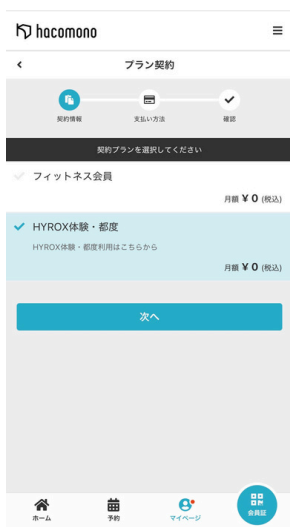 hacomono
プラン契約
契約情報
支払い方法
確認
契約プランを選択してください
フィットネス会員
月額 ¥ 0 (税込)
HYROX体験・都度
HYROX体験・都度利用はこちらから
月額 ¥ 0 (税込)
次へ
ホーム
予約
マイページ
会員証